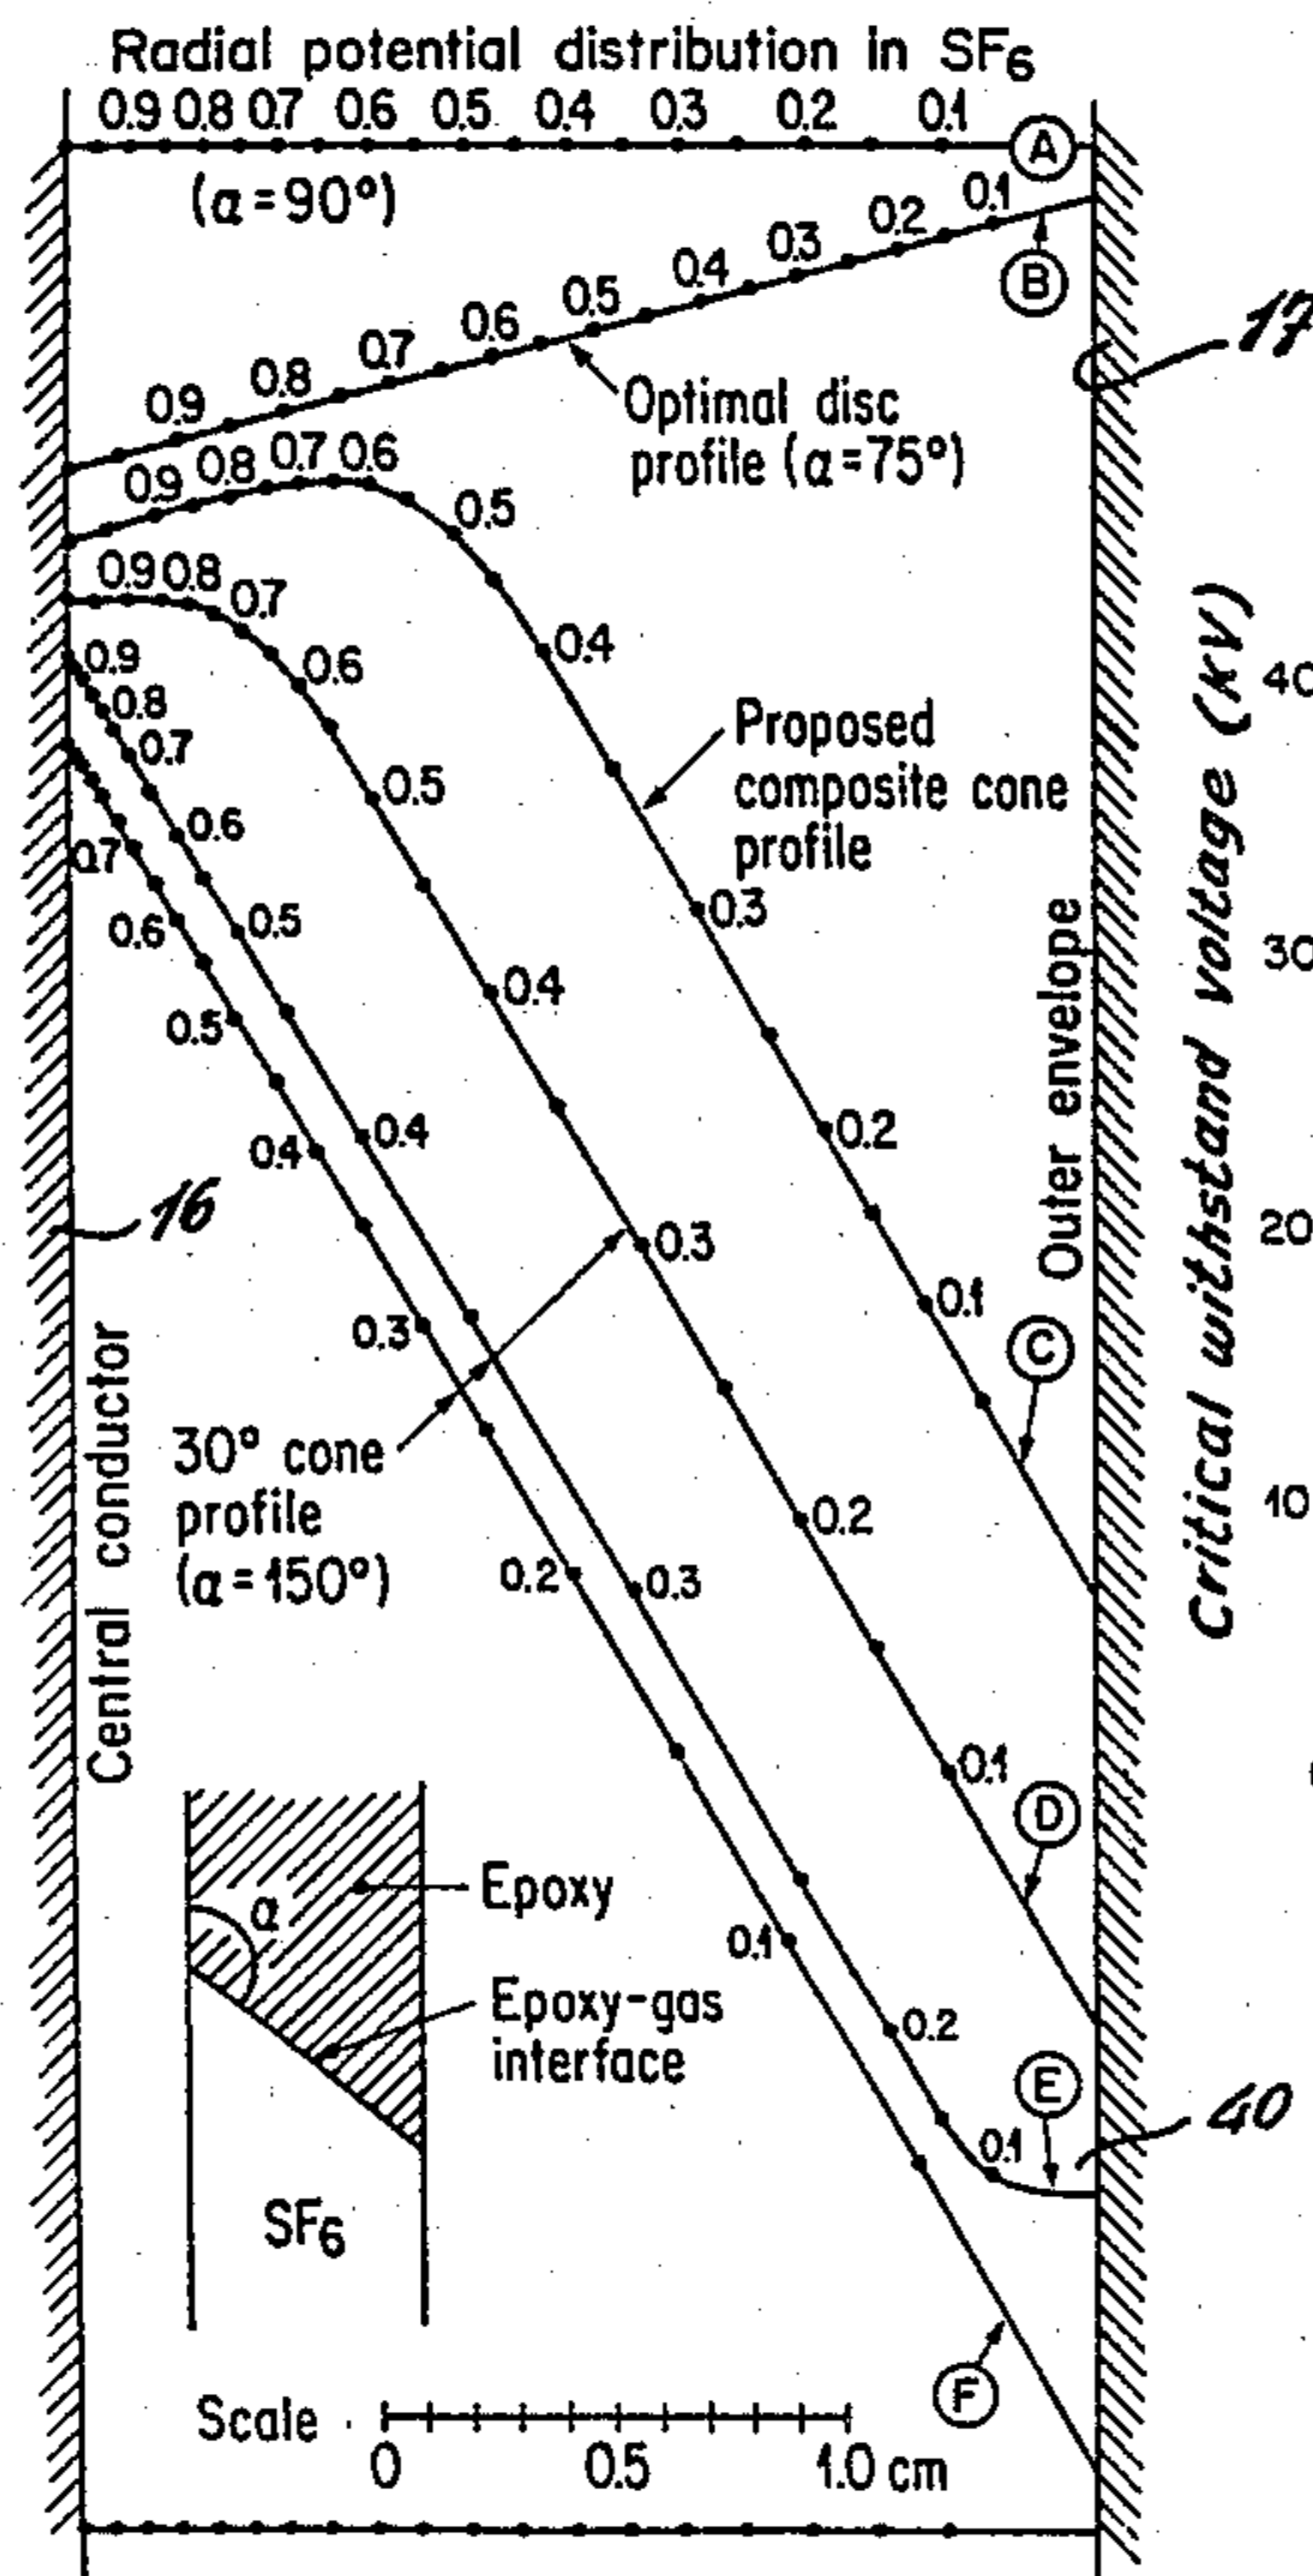 Radial potential distribution in SF6
0.9 0.8 0.7 0.6 0.5 0.4 0.3 0.2 0.1
A
(α=90°)
0.9 0.8 0.7 0.6 0.5 0.4 0.3 0.2 0.1
B
17
Optimal disc
profile (α=75°)
0.9 0.8 0.7 0.6 0.5 0.4 0.3 0.2 0.1
C
Proposed
composite cone
profile
0.9 0.8 0.7 0.6 0.5 0.4 0.3 0.2 0.1
D
0.9 0.8 0.7 0.6 0.5 0.4 0.3 0.2 0.1
E
0.7 0.6 0.5 0.4 0.3 0.2 0.1
F
16
40
Central conductor
Outer envelope
30° cone
profile
(α=150°)
α
Epoxy
Epoxy-gas
interface
SF6
Scale
0 0.5 1.0 cm
Critical withstand voltage (KV)
40
30
20
10